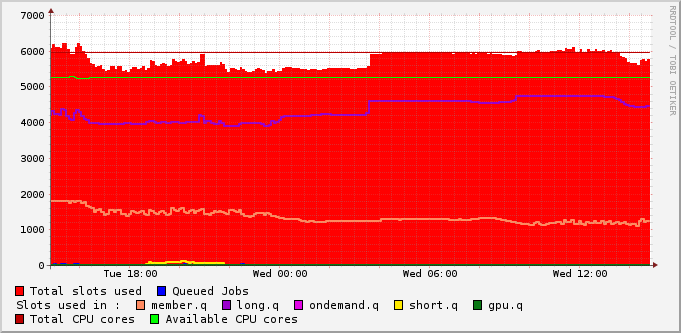 RRDTOOL / TOBI OETIKER
7000
6000
5000
4000
3000
2000
1000
0
Tue 18:00 Wed 00:00 Wed 06:00 Wed 12:00
Total slots used Queued Jobs
Slots used in : member.q long.q ondemand.q short.q gpu.q
Total CPU cores Available CPU cores